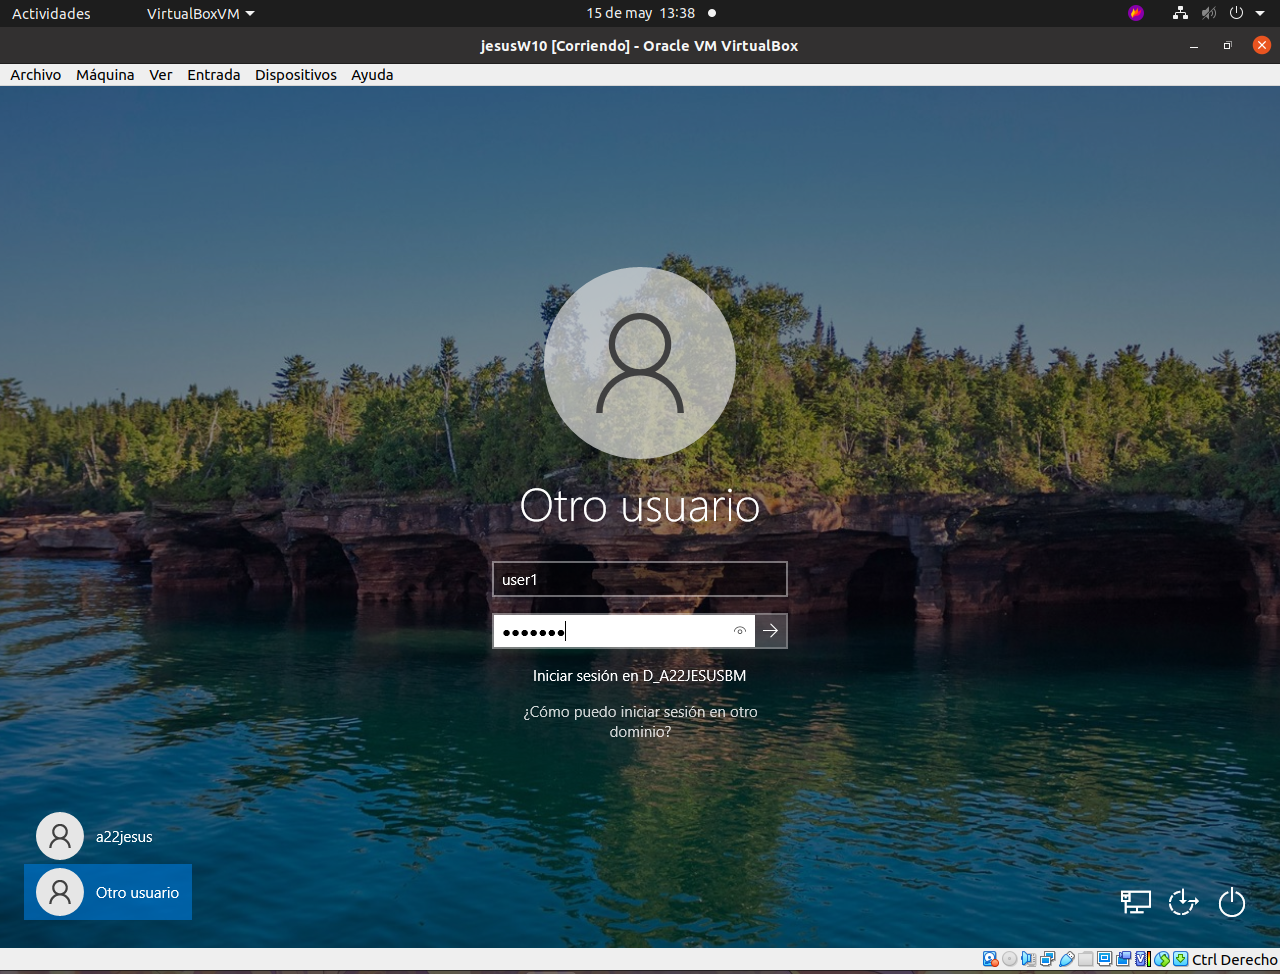 Actividades VirtualBoxVM 15 de may 13:38
jesusW10 [Corriendo] - Oracle VM VirtualBox
Archivo Máquina Ver Entrada Dispositivos Ayuda
Otro usuario
user1
Iniciar sesión en D_A22JESUSBM
¿Cómo puedo iniciar sesión en otro
dominio?
a22jesus
Otro usuario
Ctrl Derecho